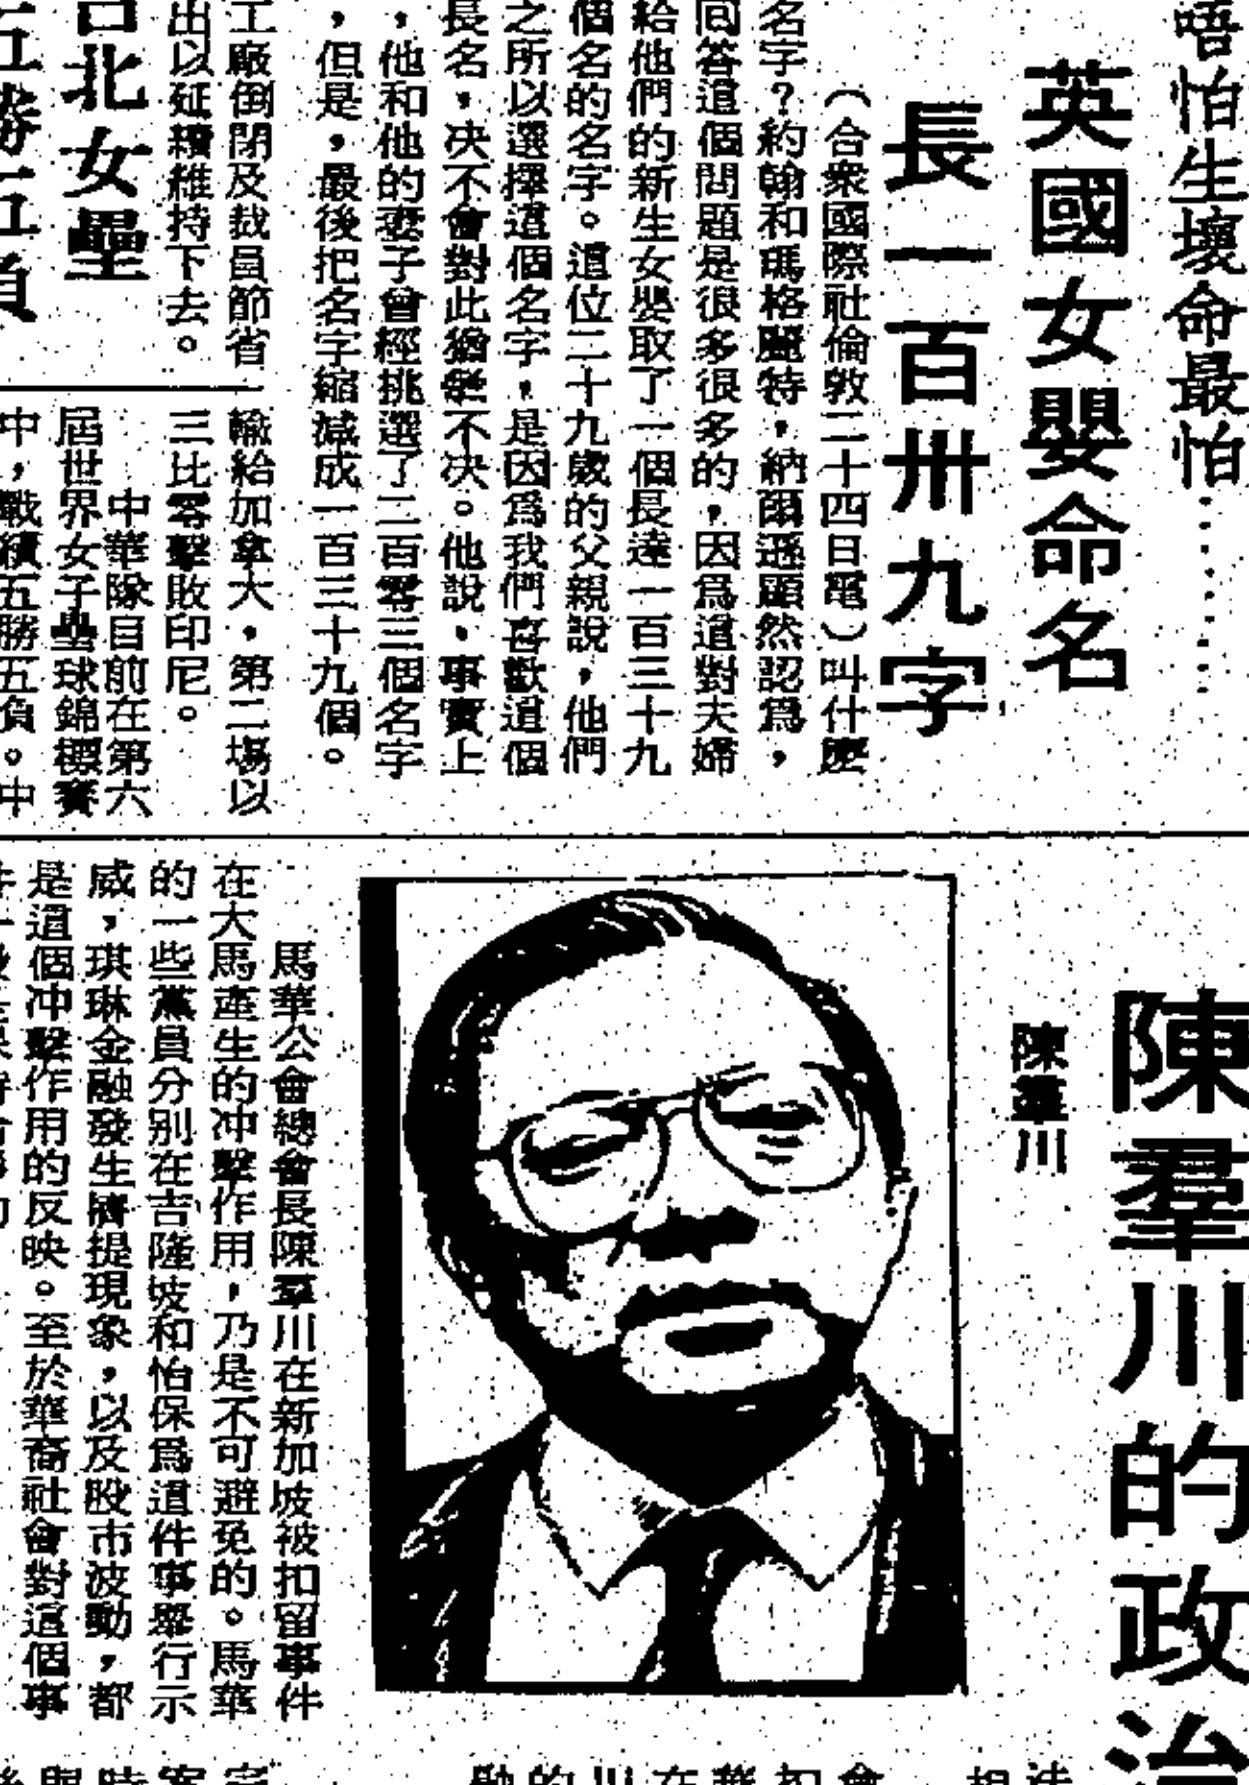 唔怕生壞命最怕……
英國女嬰命名
長一百卅九字
（合衆國際社倫敦二十四日電）叫什麽
名字？約翰和瑪格麗特，納爾遜顯然認爲，
回答這個問題是很多很多的，因爲這對夫婦
給他們的新生女嬰取了一個長達一百三十九
個名的名字。這位二十九歲的父親說，他們
之所以選擇這個名字，是因爲我們喜歡這個
長名，决不會對此猶豫不决。他說，事實上
，他和他的妻子曾經挑選了二百零三個名字
，但是，最後把名字縮减成一百三十九個。
工廠倒閉及裁員節省
出以延續維持下去。
台北女壘
五勝五負
輸給加拿大，第二塲以
三比零擊敗印尼。
中華隊目前在第六
屆世界女子壘球錦標賽
中，戰績五勝五負。中
陳羣川的政治
陳羣川
馬華公會總會長陳羣川在新加坡被扣留事件
在大馬產生的冲擊作用，乃是不可避免的。馬華
的一些黨員分别在吉隆坡和怡保爲這件事舉行示
威，琪琳金融發生擠提現象，以及股市波動，都
是這個冲擊作用的反映。至於華裔社會對這個事